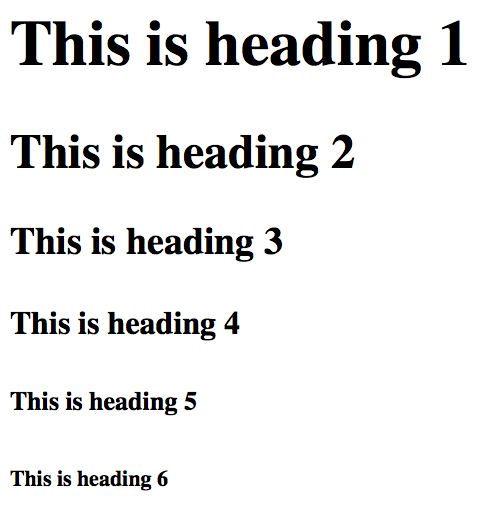 This is heading 1
This is heading 2
This is heading 3
This is heading 4
This is heading 5
This is heading 6